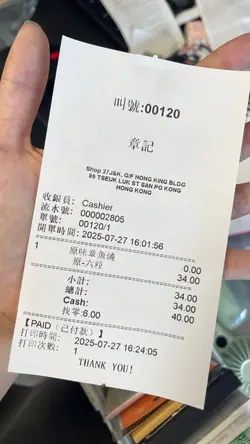 叫號:00120
章記
Shop 27J&K, G/F HONG KING BLDG
89 TSEUK LUK ST SAN PO KONG
HONG KONG
收銀員: Cashier
流水號: 000002805
單號: 00120/1
開單時間: 2025-07-27 16:01:56
1 原味章魚燒 0.00
原-六粒 34.00
小計: 34.00
總計: 34.00
Cash: 40.00
找零:6.00
【PAID（已付款）】
打印時間: 2025-07-27 16:24:05
打印次數: 1
THANK YOU!